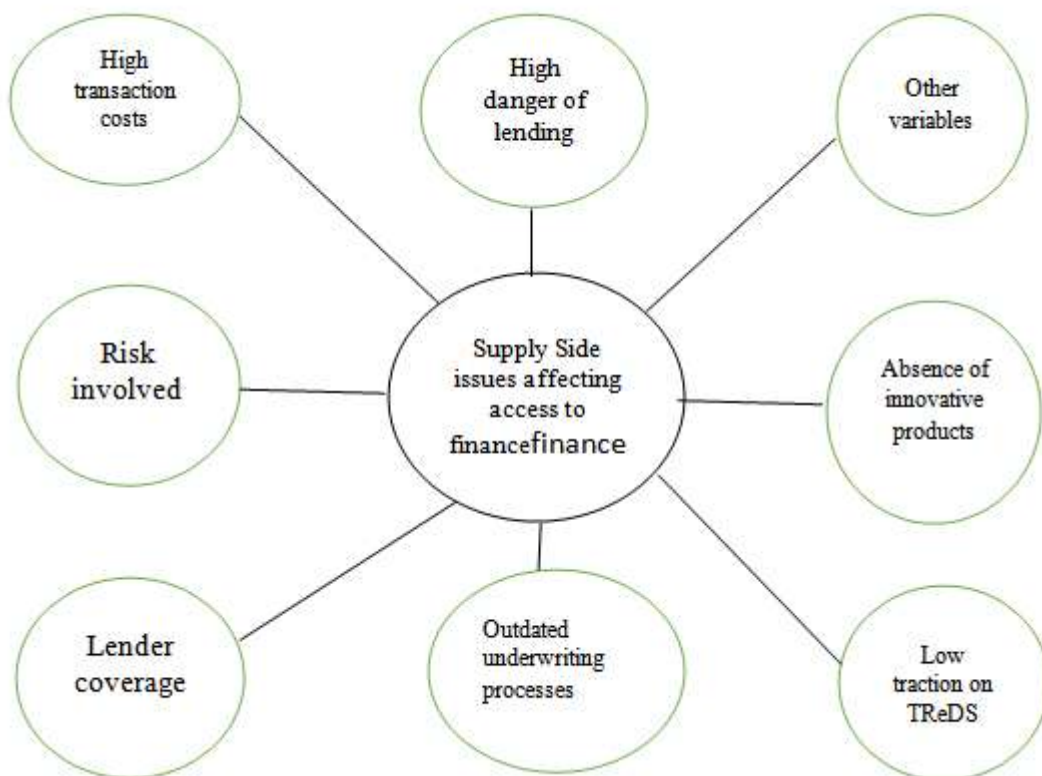 High
transaction
costs
High
danger of
lending
Other
variables
Risk
involved
Supply Side
issues affecting
access to
financefinance
Absence of
innovative
products
Lender
coverage
Outdated
underwriting
processes
Low
traction on
TReDS